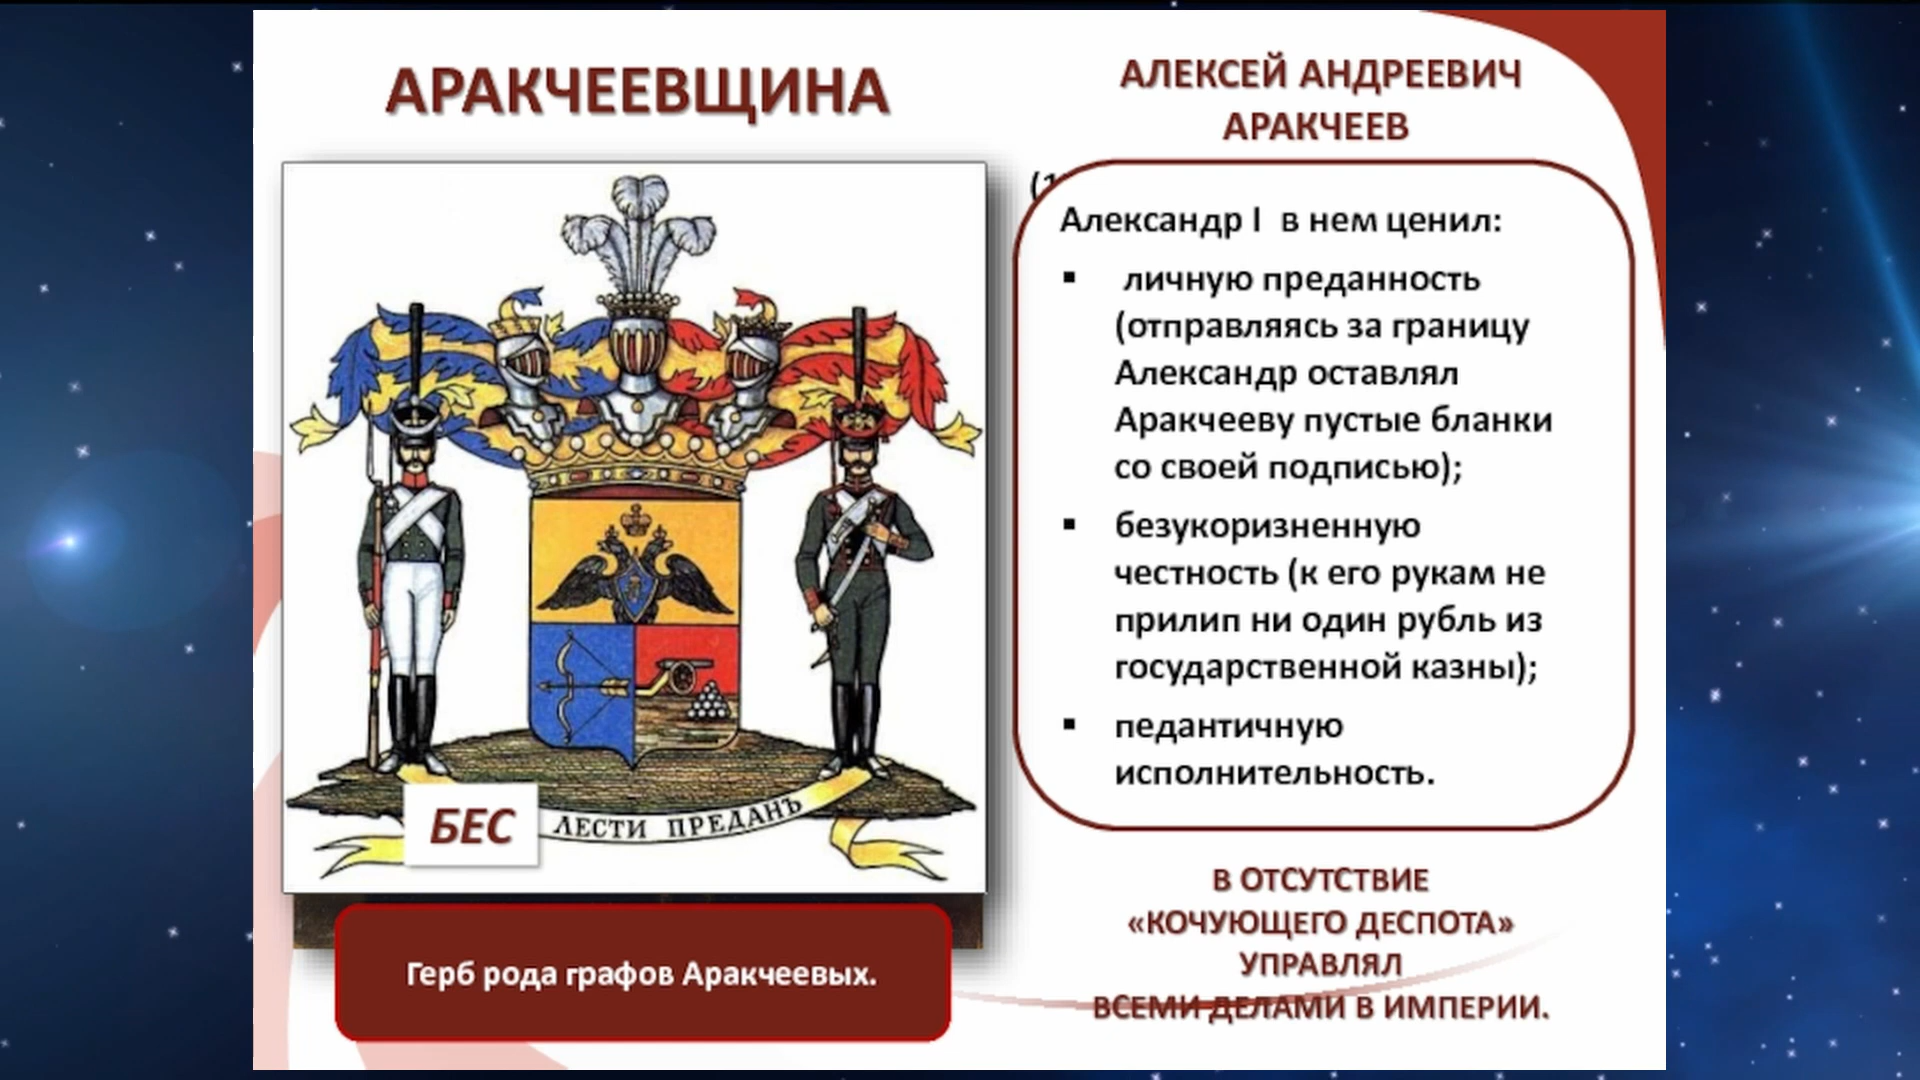 АРАКЧЕЕВЩИНА
АЛЕКСЕЙ АНДРЕЕВИЧ
АРАКЧЕЕВ
Александр I в нем ценил:
▪ личную преданность
(отправляясь за границу
Александр оставлял
Аракчееву пустые бланки
со своей подписью);
▪ безукоризненную
честность (к его рукам не
прилип ни один рубль из
государственной казны);
▪ педантичную
исполнительность.
БЕС ЛЕСТИ ПРЕДАНЪ
Герб рода графов Аракчеевых.
В ОТСУТСТВИЕ
«КОЧУЮЩЕГО ДЕСПОТА»
УПРАВЛЯЛ
ВСЕМИ ДЕЛАМИ В ИМПЕРИИ.